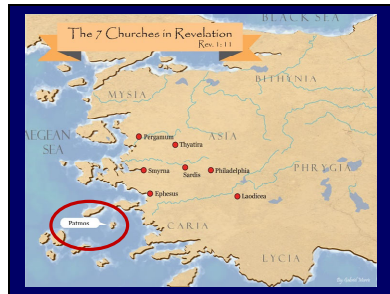 BLACK SEA
The 7 Churches in Revelation
Rev. 1:11
BITHYNIA
MYSIA
AEGEAN
SEA
Pergamum
ASIA
Thyatira
PHRYGIA
Smyrna
Sardis
Philadelphia
Ephesus
Laodicea
Patmos
CARIA
LYCIA